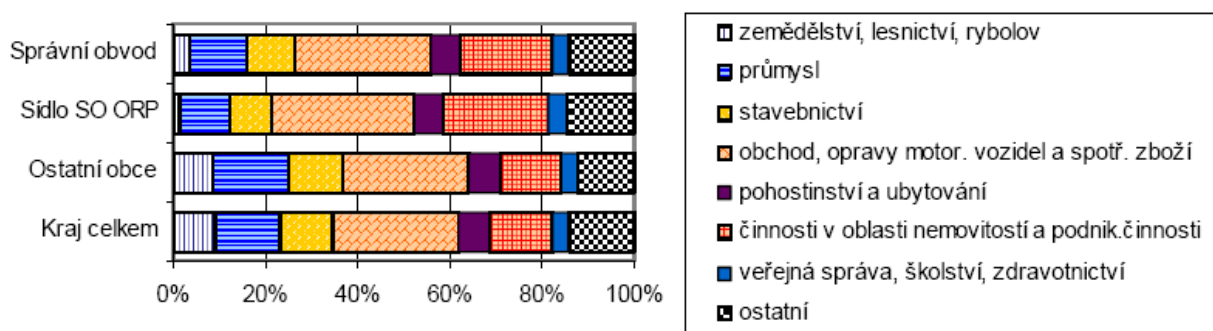 Správní obvod
Sídlo SO ORP
Ostatní obce
Kraj celkem
0% 20% 40% 60% 80% 100%
zemědělství, lesnictví, rybolov
průmysl
stavebnictví
obchod, opravy motor. vozidel a spotř. zboží
pohostinství a ubytování
činnosti v oblasti nemovitostí a podnik.činnosti
veřejná správa, školství, zdravotnictví
ostatní